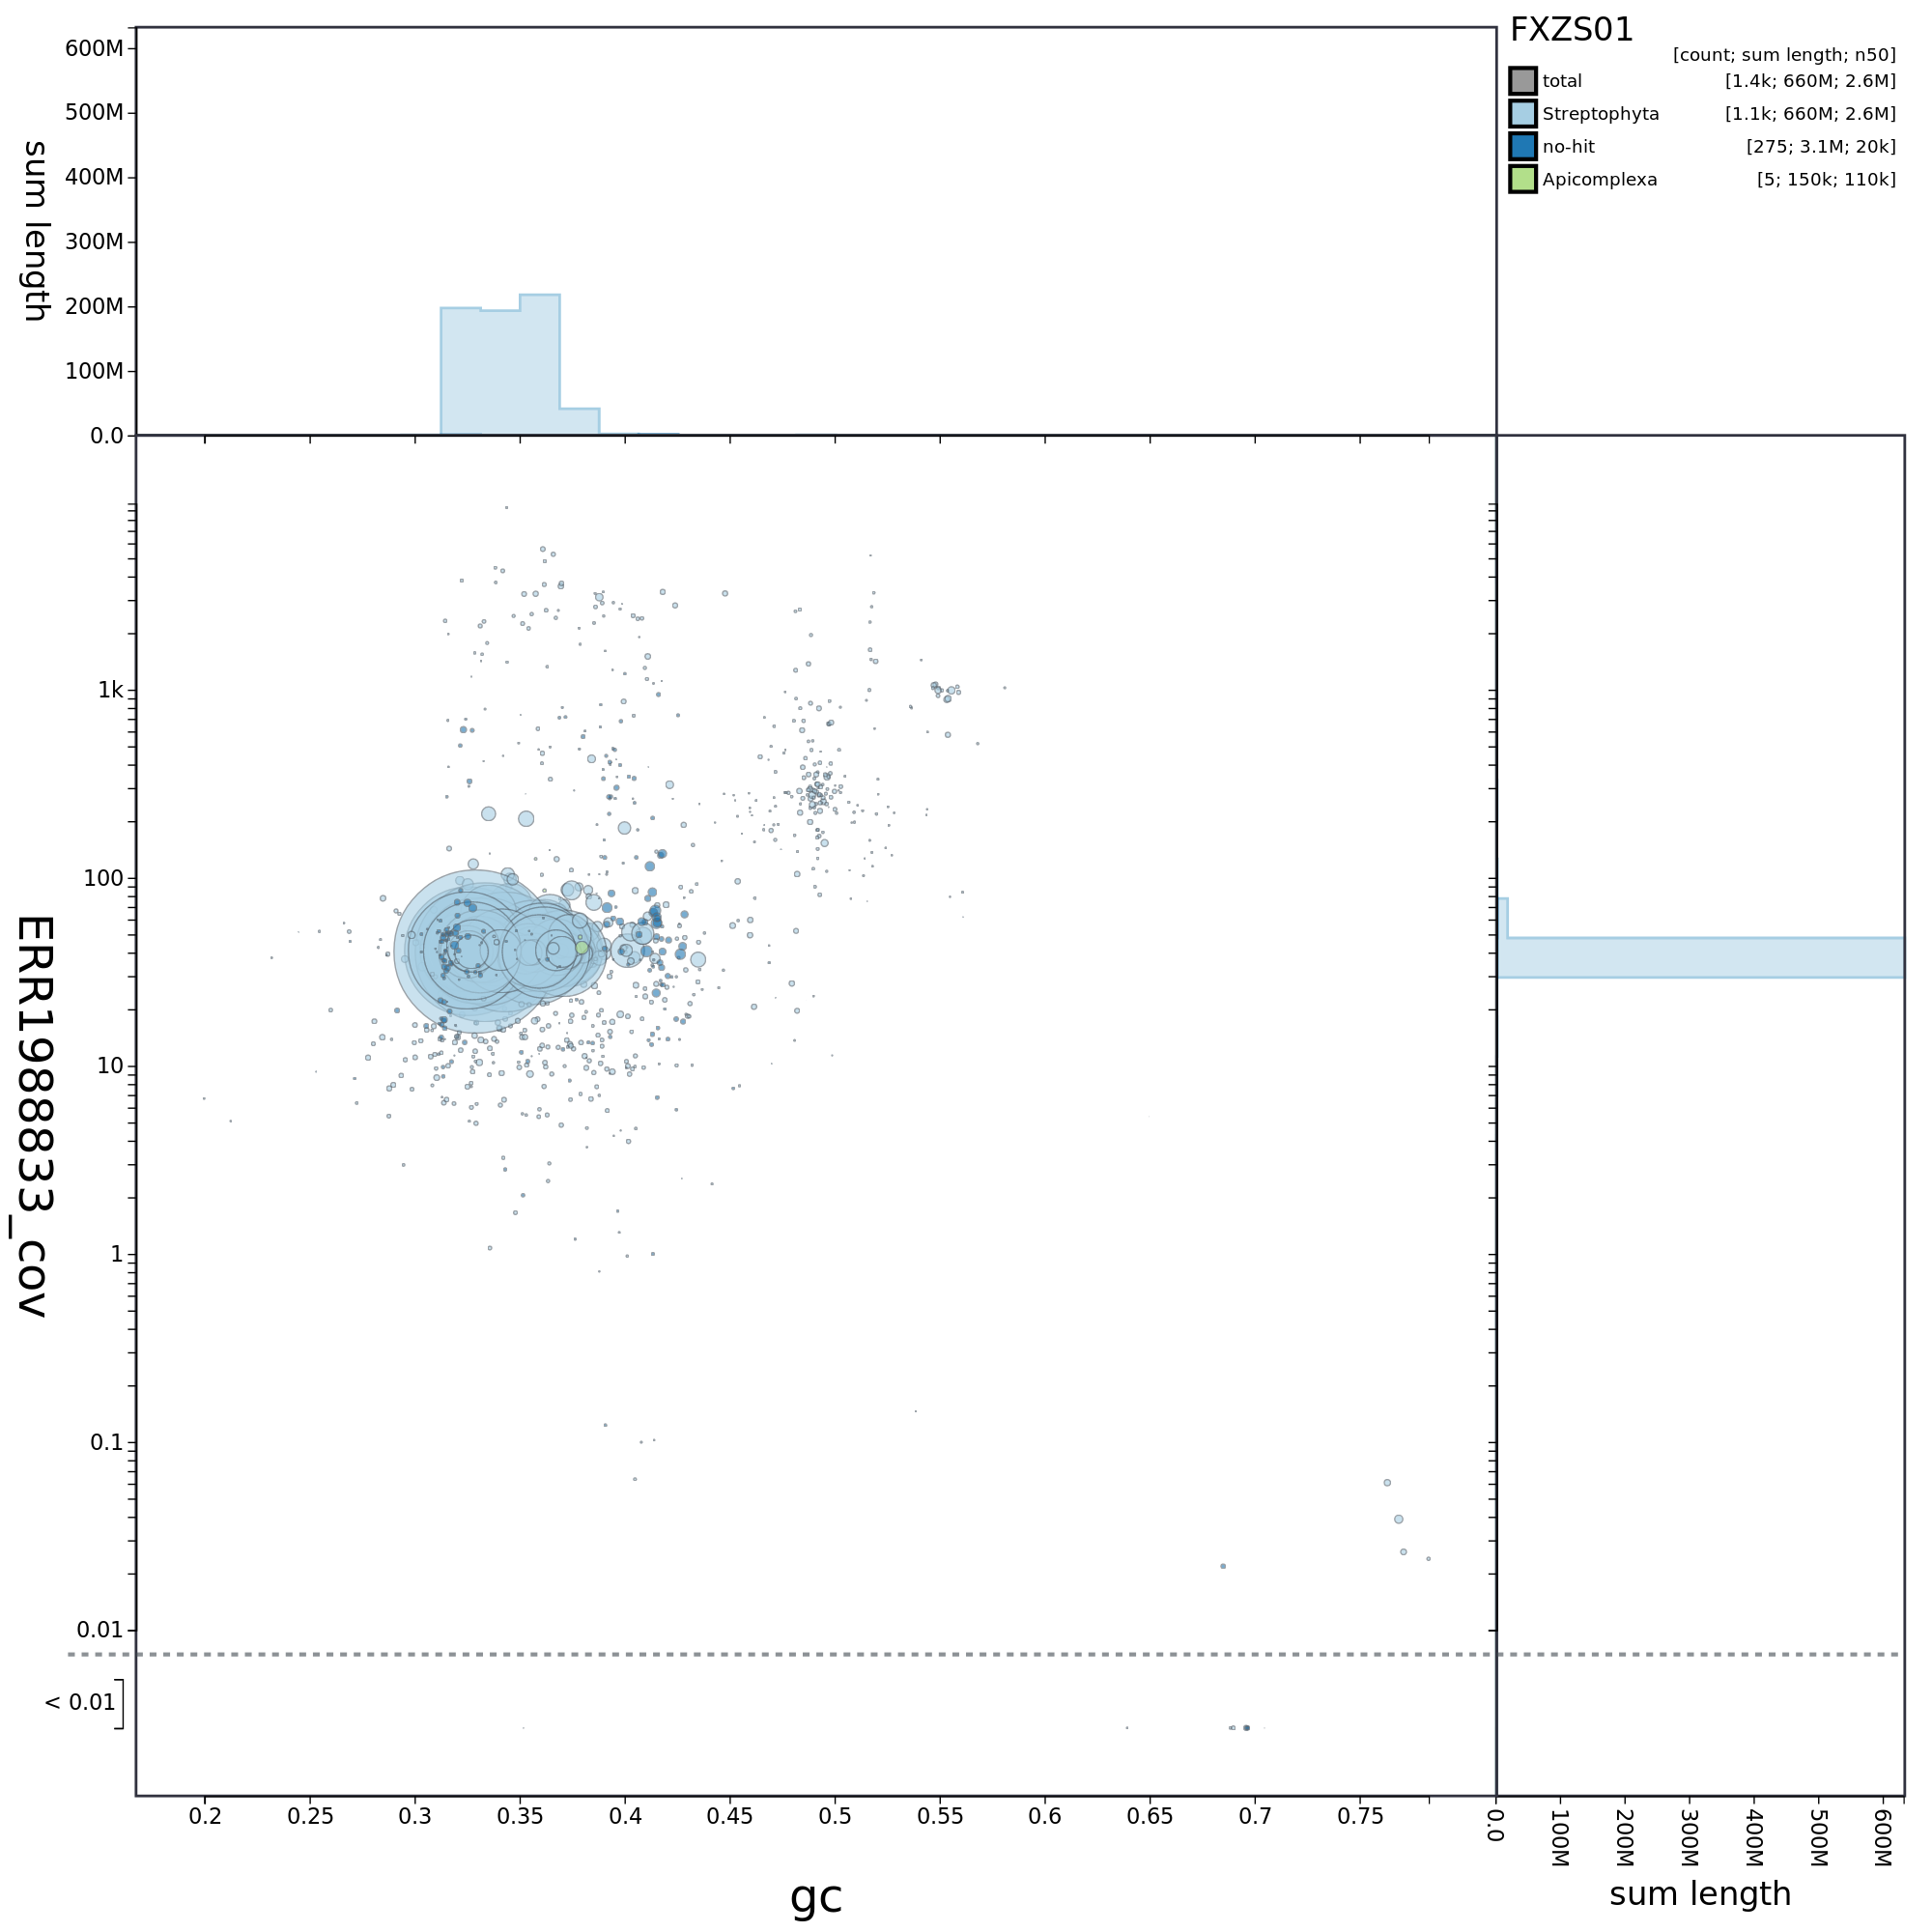 FXZS01
[count; sum length; n50]
total [1.4k; 660M; 2.6M]
Streptophyta [1.1k; 660M; 2.6M]
no-hit [275; 3.1M; 20k]
Apicomplexa [5; 150k; 110k]
sum length
600M
500M
400M
300M
200M
100M
0.0
ERR1988833_cov
1k
100
10
1
0.1
0.01
< 0.01
0.2 0.25 0.3 0.35 0.4 0.45 0.5 0.55 0.6 0.65 0.7 0.75
gc
0.0 100M 200M 300M 400M 500M 600M
sum length